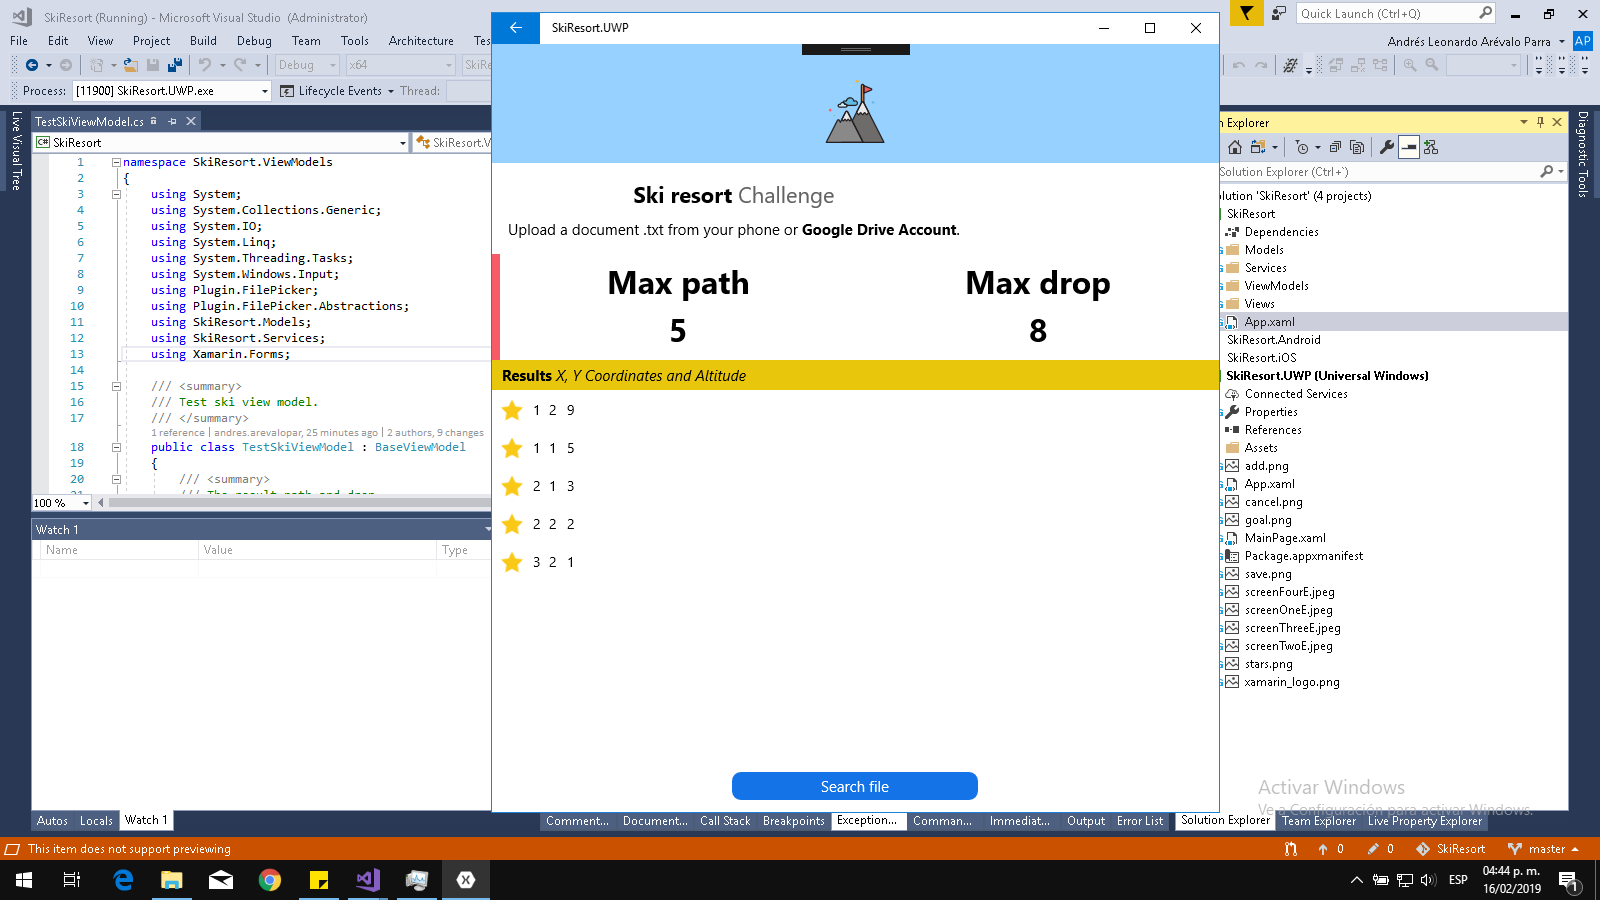 SkiResort (Running) - Microsoft Visual Studio (Administrator)
Quick Launch (Ctrl+Q)
File Edit View Project Build Debug Team Tools Architecture
Andrés Leonardo Arévalo Parra AP
Debug x64
Process: [11900] SkiResort.UWP.exe Lifecycle Events Thread:
Live Visual Tree
TestSkiViewModel.cs
C# SkiResort
1 namespace SkiResort.ViewModels
2 {
3 using System;
4 using System.Collections.Generic;
5 using System.IO;
6 using System.Linq;
7 using System.Threading.Tasks;
8 using System.Windows.Input;
9 using Plugin.FilePicker;
10 using Plugin.FilePicker.Abstractions;
11 using SkiResort.Models;
12 using SkiResort.Services;
13 using Xamarin.Forms;
14
15 /// <summary>
16 /// Test ski view model.
17 /// </summary>
1 reference | andres.arevalopar, 25 minutes ago | 2 authors, 9 changes
18 public class TestSkiViewModel : BaseViewModel
19 {
20 /// <summary>
100 %
Watch 1
Name Value Type
Autos Locals Watch 1
SkiResort.UWP
Ski resort Challenge
Upload a document .txt from your phone or Google Drive Account.
Max path Max drop
5 8
Results X, Y Coordinates and Altitude
1 2 9
1 1 5
2 1 3
2 2 2
3 2 1
Search file
Comment... Document... Call Stack Breakpoints Exception... Comman... Immediat... Output Error List
Explorer
Solution Explorer (Ctrl+`)
'SkiResort' (4 projects)
SkiResort
Dependencies
Models
Services
ViewModels
Views
App.xaml
SkiResort.Android
SkiResort.iOS
SkiResort.UWP (Universal Windows)
Connected Services
Properties
References
Assets
add.png
App.xaml
cancel.png
goal.png
MainPage.xaml
Package.appxmanifest
save.png
screenFourE.jpeg
screenOneE.jpeg
screenThreeE.jpeg
screenTwoE.jpeg
stars.png
xamarin_logo.png
Diagnostic Tools
Activar Windows
Ve a Configuración para activar Windows.
Solution Explorer Team Explorer Live Property Explorer
This item does not support previewing
0 0 SkiResort master
ESP
04:44 p. m.
16/02/2019
1